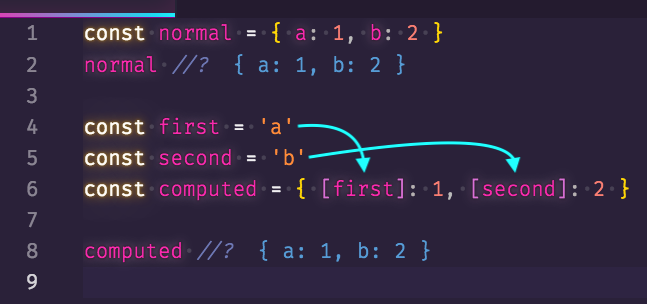 1 const normal = { a: 1, b: 2 }
2 normal //? { a: 1, b: 2 }
3
4 const first = 'a'
5 const second = 'b'
6 const computed = { [first]: 1, [second]: 2 }
7
8 computed //? { a: 1, b: 2 }
9